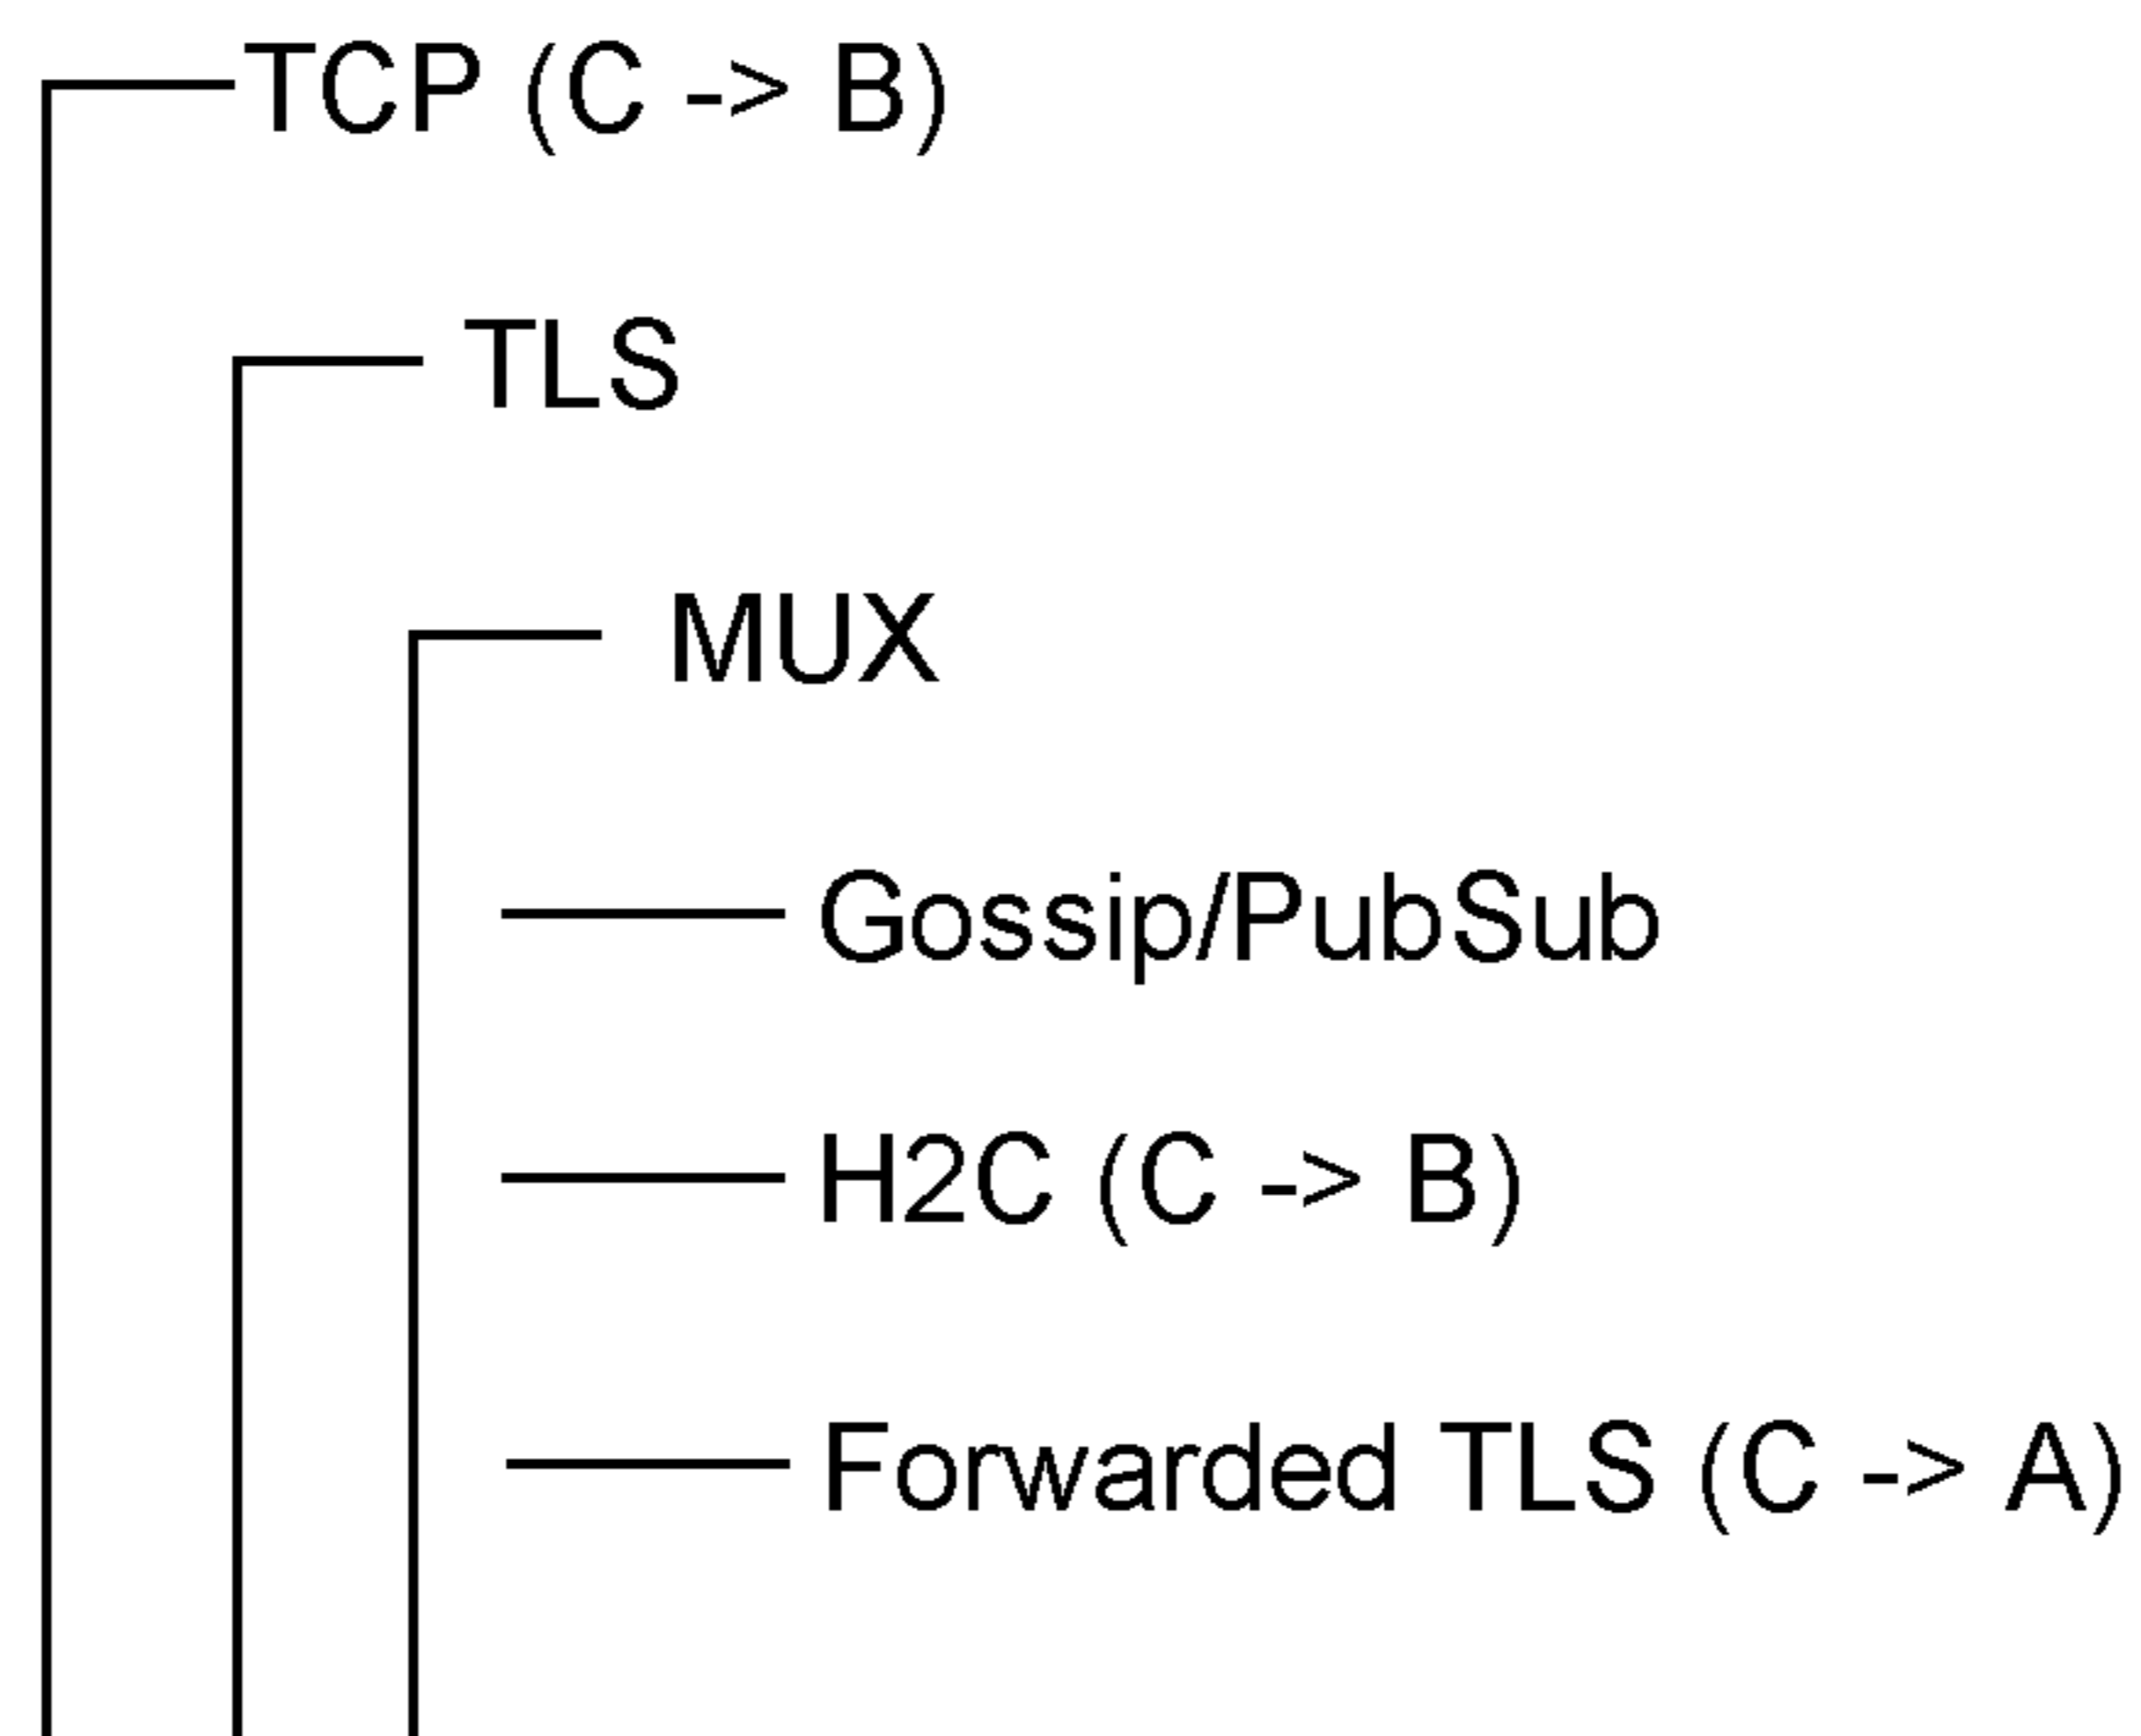 TCP (C -> B)
TLS
MUX
Gossip/PubSub
H2C (C -> B)
Forwarded TLS (C -> A)